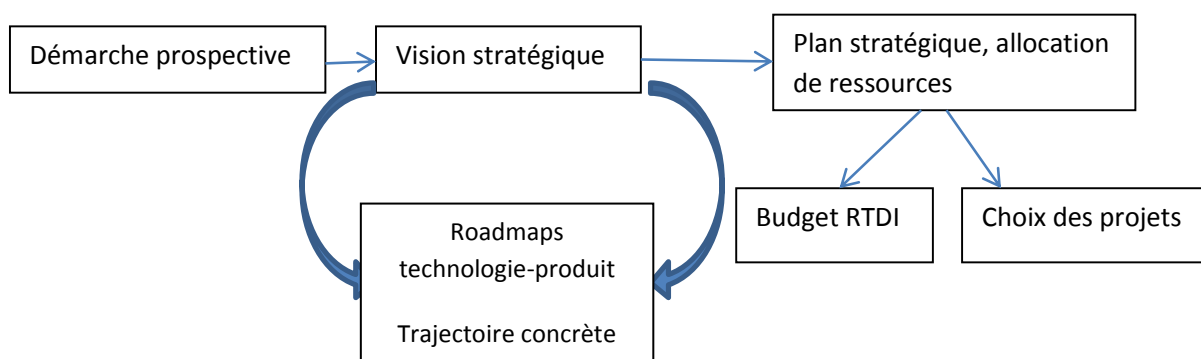 Démarche prospective
Vision stratégique
Plan stratégique, allocation
de ressources
Budget RTDI
Choix des projets
Roadmaps
technologie-produit
Trajectoire concrète